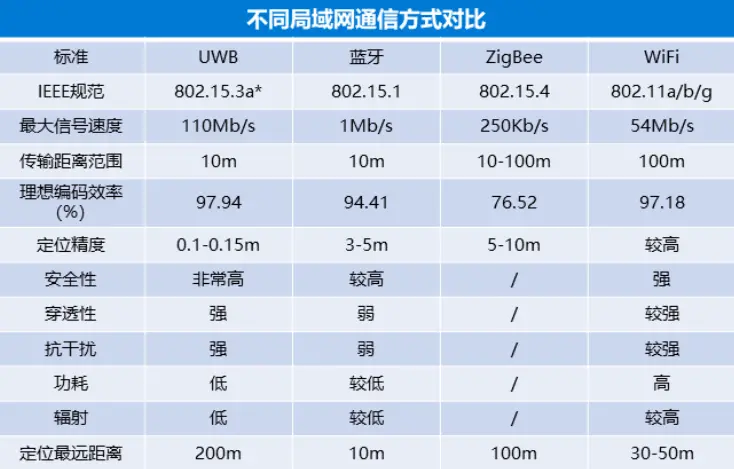 不同局域网通信方式对比
标准 UWB 蓝牙 ZigBee WiFi
IEEE规范 802.15.3a* 802.15.1 802.15.4 802.11a/b/g
最大信号速度 110Mb/s 1Mb/s 250Kb/s 54Mb/s
传输距离范围 10m 10m 10-100m 100m
理想编码效率
(%) 97.94 94.41 76.52 97.18
定位精度 0.1-0.15m 3-5m 5-10m 较高
安全性 非常高 较高 / 强
穿透性 强 弱 / 较强
抗干扰 强 弱 / 较强
功耗 低 较低 / 高
辐射 低 较低 / 较高
定位最远距离 200m 10m 100m 30-50m